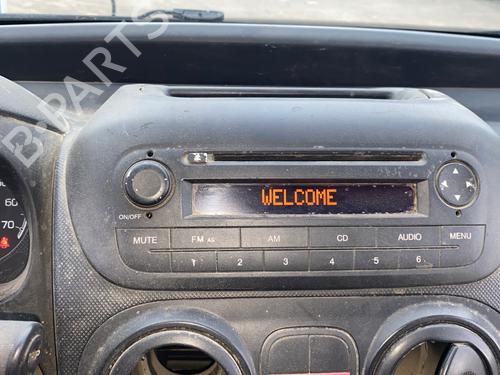 B-PARTS
WELCOME
ON/OFF
MUTE FM AS AM CD AUDIO MENU
1 2 3 4 5 6
60
70